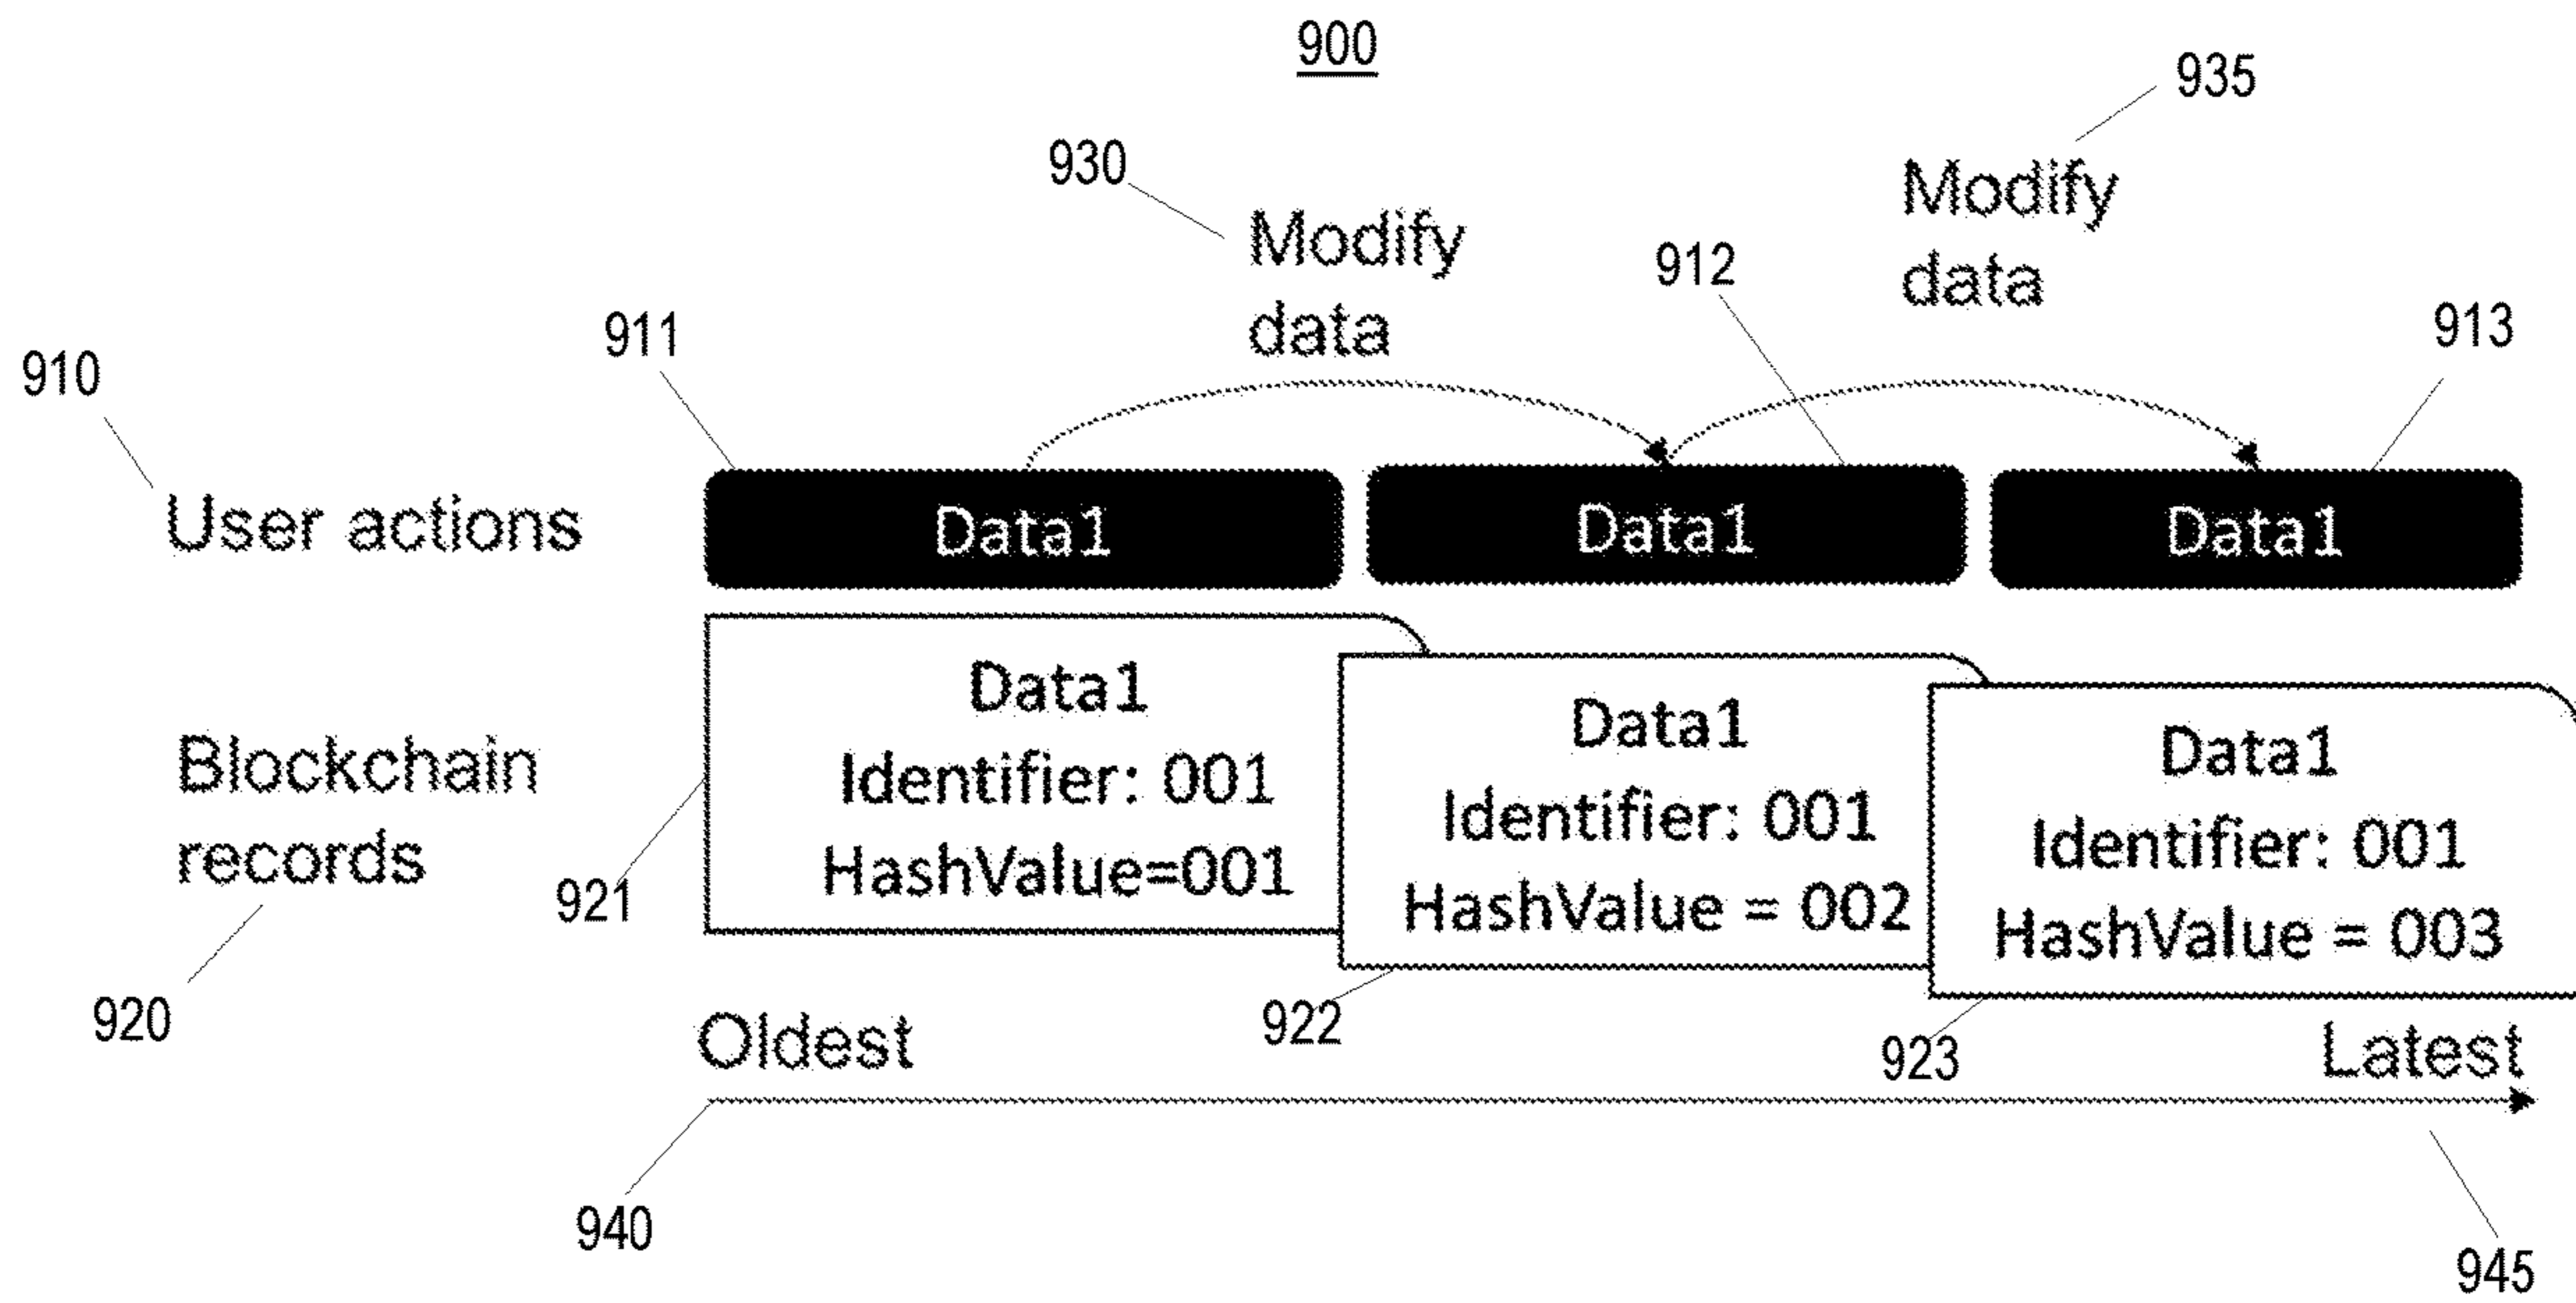 900
935
930
Modify
data
Modify
data
912
911
913
910
User actions
Data1
Data1
Data1
Blockchain
records
920
921
Data1
Identifier: 001
HashValue=001
Data1
Identifier: 001
HashValue = 002
Data1
Identifier: 001
HashValue = 003
922
923
Oldest
Latest
940
945